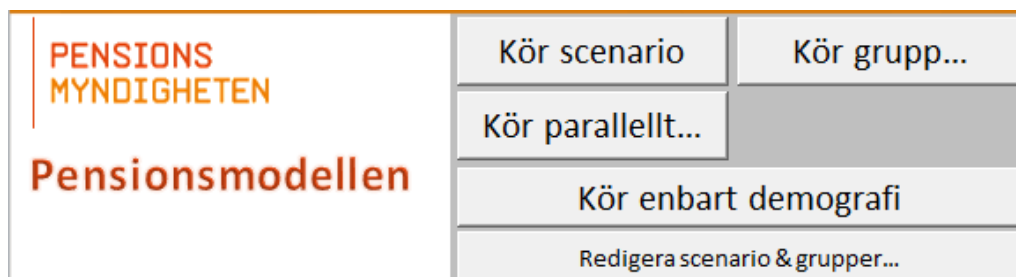 PENSIONS
MYNDIGHETEN
Pensionsmodellen
Kör scenario
Kör grupp...
Kör parallellt...
Kör enbart demografi
Redigera scenario & grupper...